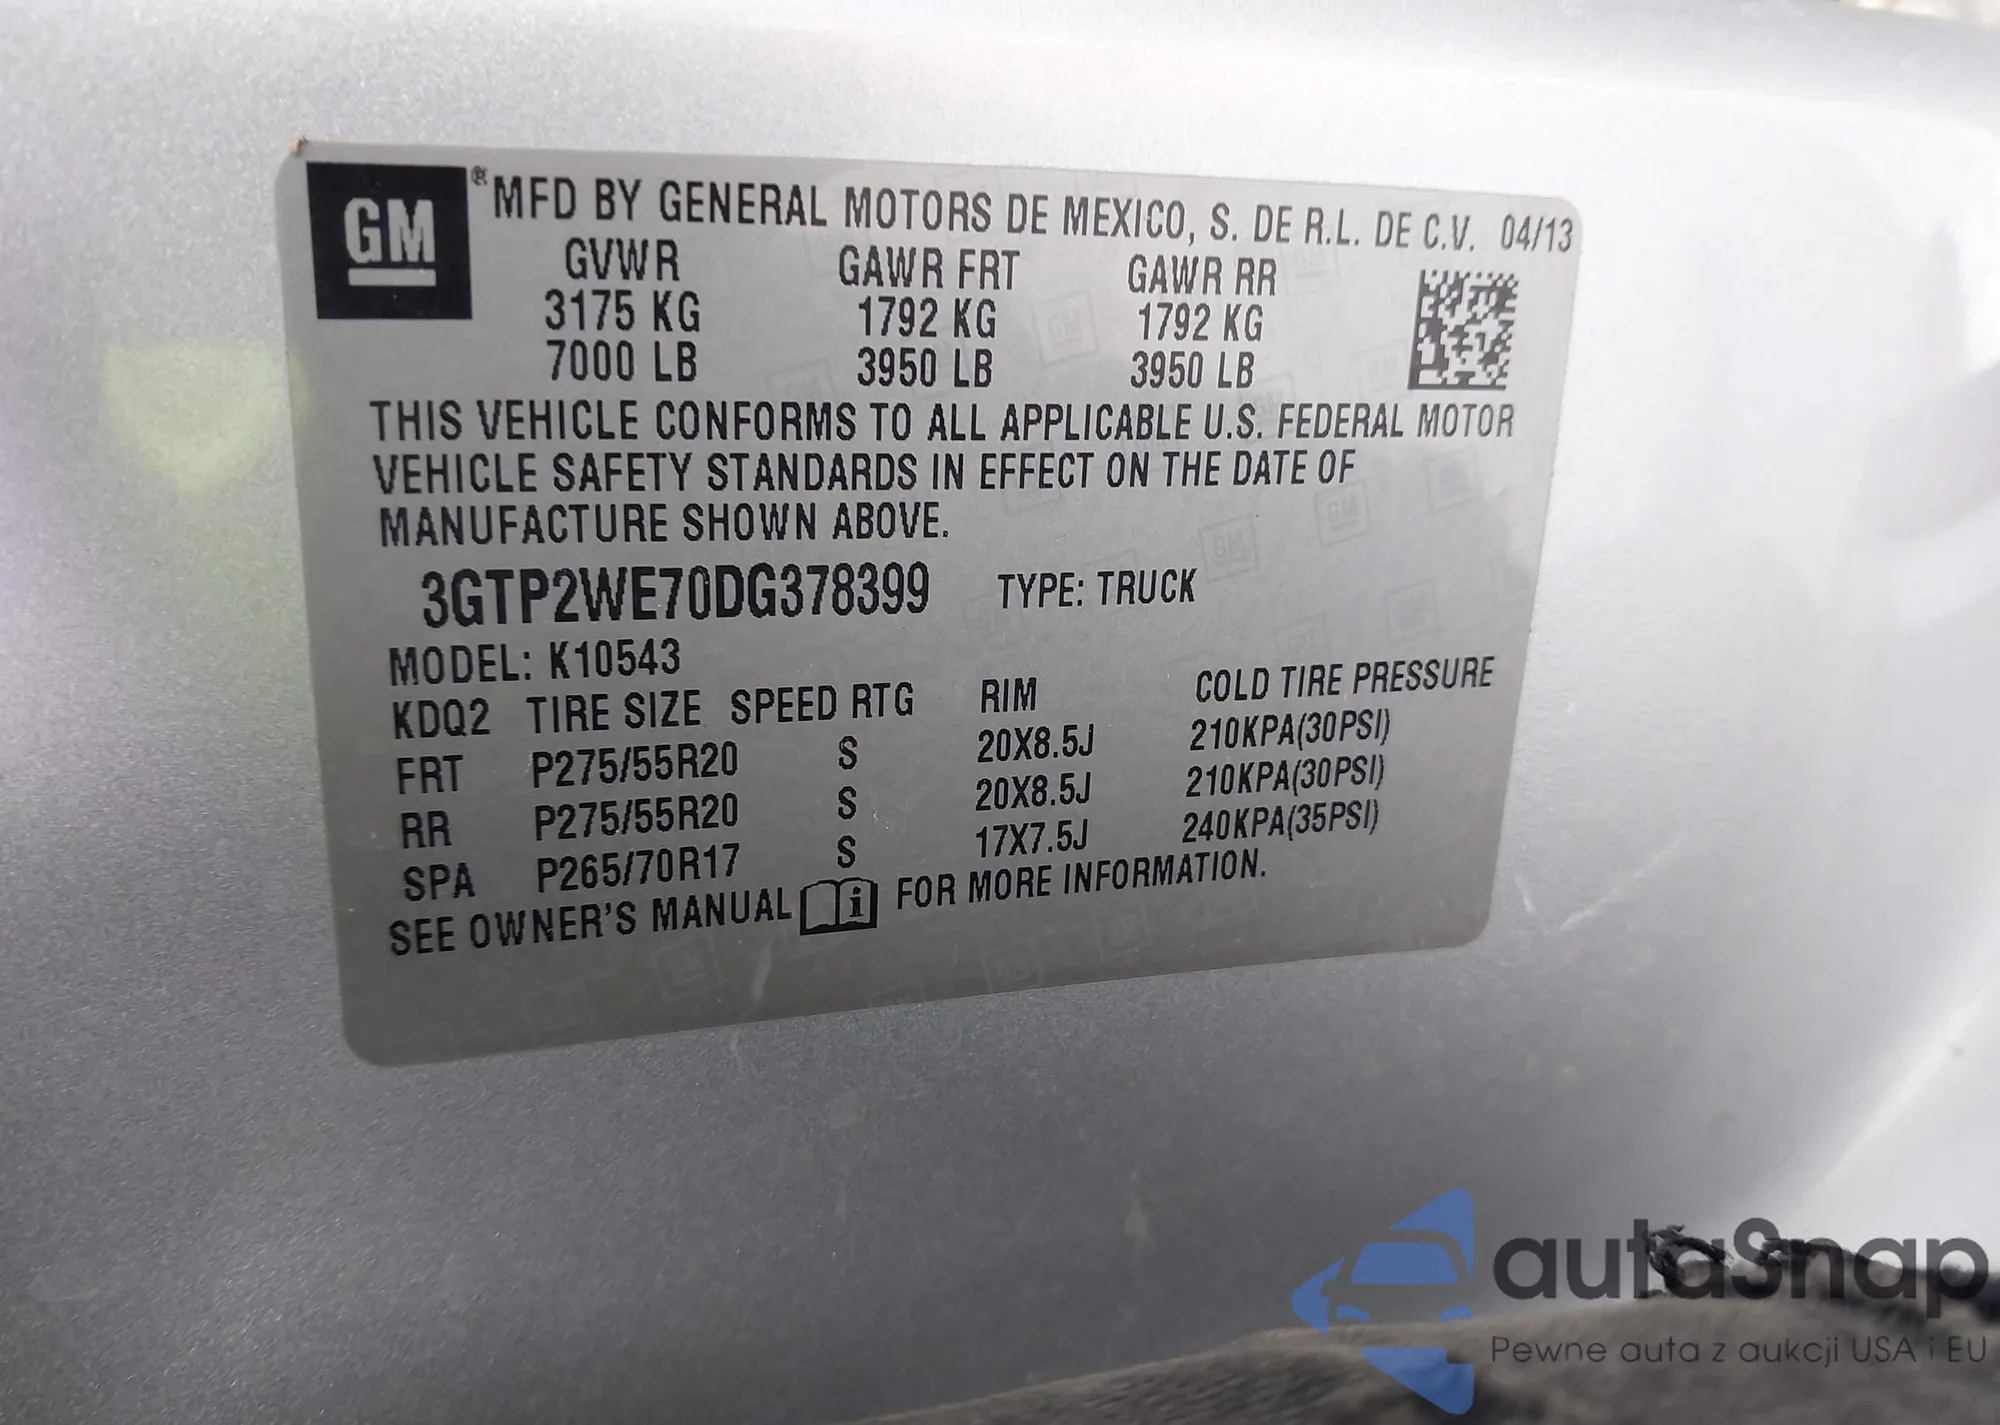 GM ® MFD BY GENERAL MOTORS DE MEXICO, S. DE R.L. DE C.V. 04/13
GVWR GAWR FRT GAWR RR
3175 KG 1792 KG 1792 KG
7000 LB 3950 LB 3950 LB
THIS VEHICLE CONFORMS TO ALL APPLICABLE U.S. FEDERAL MOTOR
VEHICLE SAFETY STANDARDS IN EFFECT ON THE DATE OF
MANUFACTURE SHOWN ABOVE.
3GTP2WE70DG378399 TYPE: TRUCK
MODEL: K10543
KDQ2 TIRE SIZE SPEED RTG RIM COLD TIRE PRESSURE
FRT P275/55R20 S 20X8.5J 210KPA(30PSI)
RR P275/55R20 S 20X8.5J 210KPA(30PSI)
SPA P265/70R17 S 17X7.5J 240KPA(35PSI)
SEE OWNER'S MANUAL i FOR MORE INFORMATION.
autosnap
Pewne auta z aukcji USA i EU